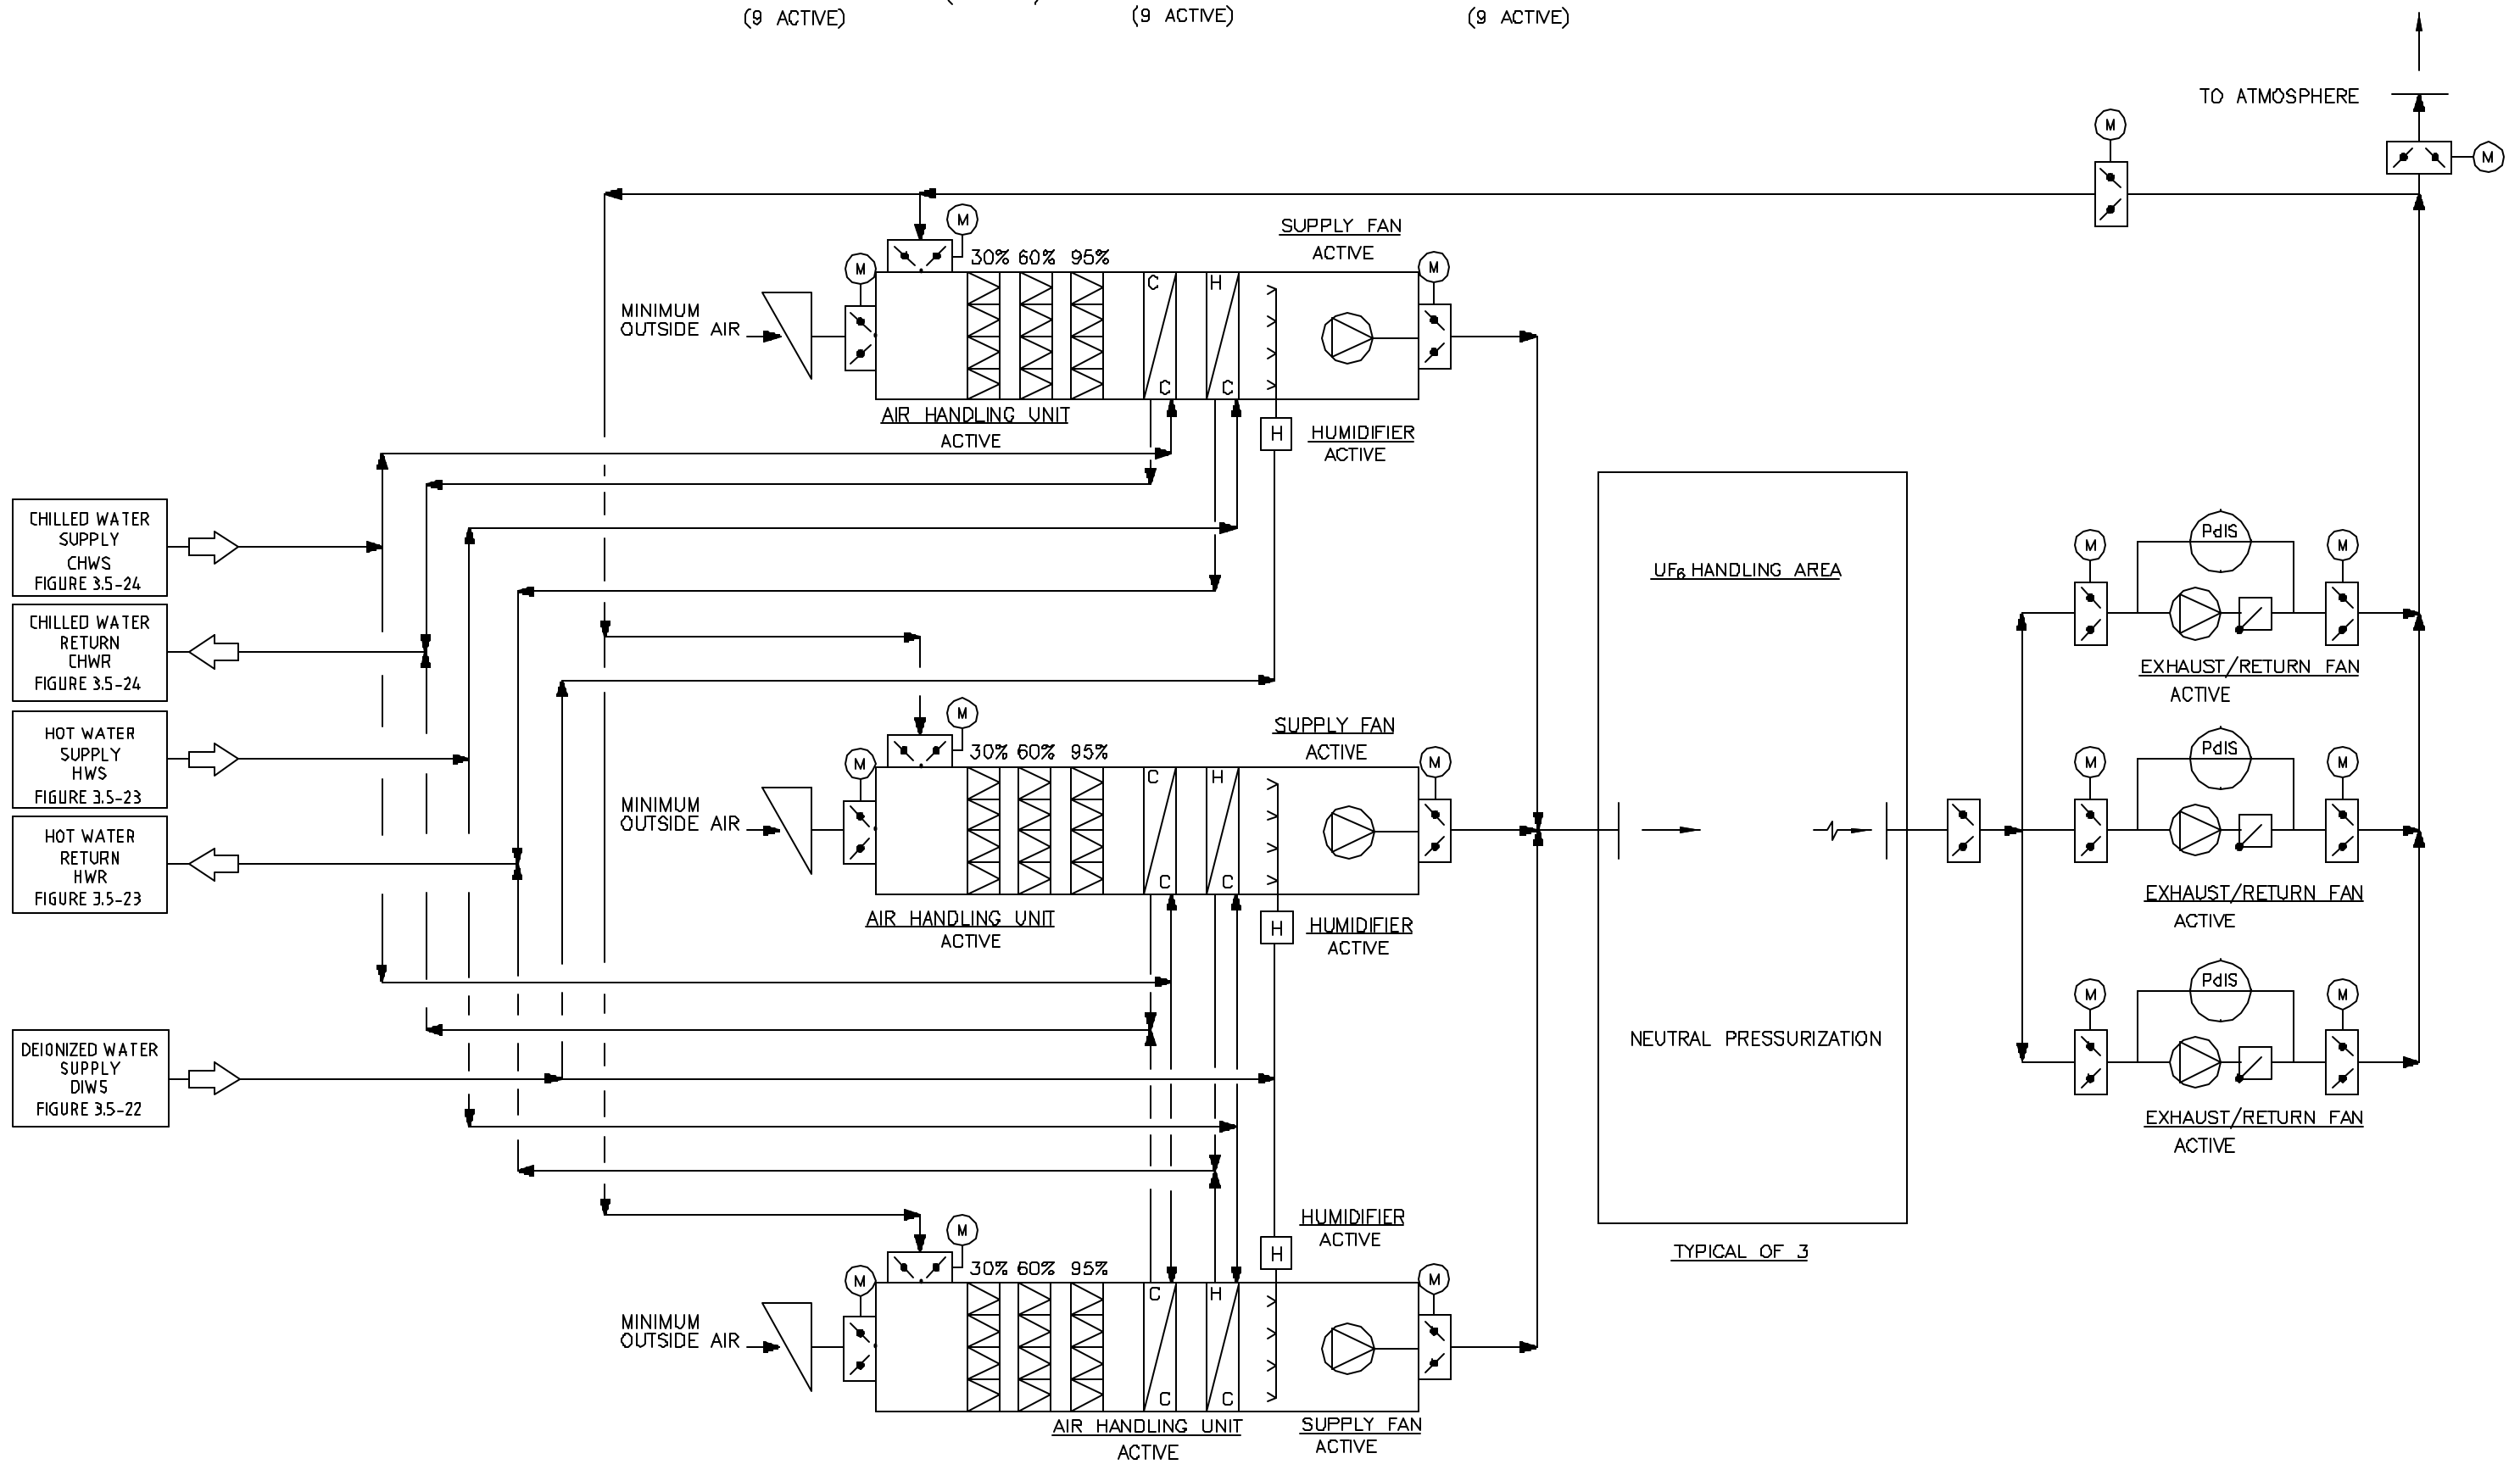 (9 ACTIVE)
(9 ACTIVE)
(9 ACTIVE)
TO ATMOSPHERE
M
M
M
SUPPLY FAN
ACTIVE
M
30% 60% 95%
M
C
H
MINIMUM
OUTSIDE AIR
C
C
AIR HANDLING UNIT
ACTIVE
H
HUMIDIFIER
ACTIVE
CHILLED WATER
SUPPLY
CHWS
FIGURE 3.5-24
CHILLED WATER
RETURN
CHWR
FIGURE 3.5-24
HOT WATER
SUPPLY
HWS
FIGURE 3.5-23
HOT WATER
RETURN
HWR
FIGURE 3.5-23
DEIONIZED WATER
SUPPLY
DIWS
FIGURE 3.5-22
M
SUPPLY FAN
ACTIVE
M
30% 60% 95%
M
C
H
MINIMUM
OUTSIDE AIR
C
C
AIR HANDLING UNIT
ACTIVE
H
HUMIDIFIER
ACTIVE
HUMIDIFIER
ACTIVE
H
M
M
30% 60% 95%
M
C
H
MINIMUM
OUTSIDE AIR
C
C
AIR HANDLING UNIT
ACTIVE
SUPPLY FAN
ACTIVE
UF6 HANDLING AREA
NEUTRAL PRESSURIZATION
TYPICAL OF 3
M
PdIS
M
EXHAUST/RETURN FAN
ACTIVE
M
PdIS
M
EXHAUST/RETURN FAN
ACTIVE
M
PdIS
M
EXHAUST/RETURN FAN
ACTIVE